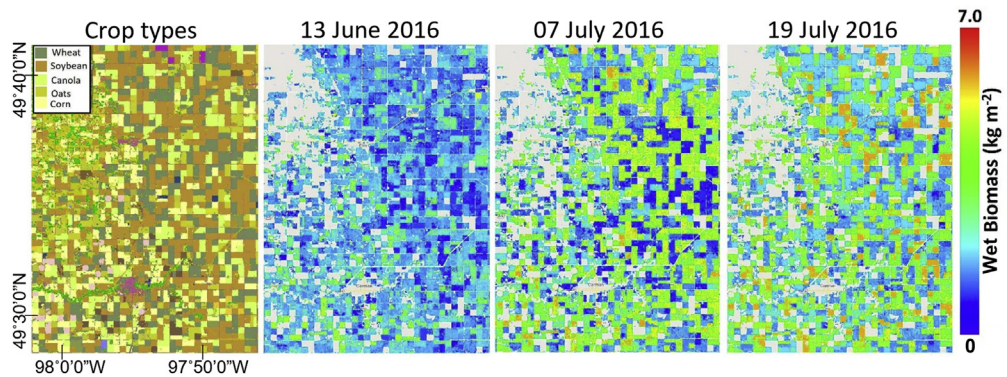 Crop types
13 June 2016
07 July 2016
19 July 2016
7.0
Wheat
Soybean
Canola
Oats
Corn
49°40'0"N
49°30'0"N
98°0'0"W
97°50'0"W
Wet Biomass (kg m-2)
0